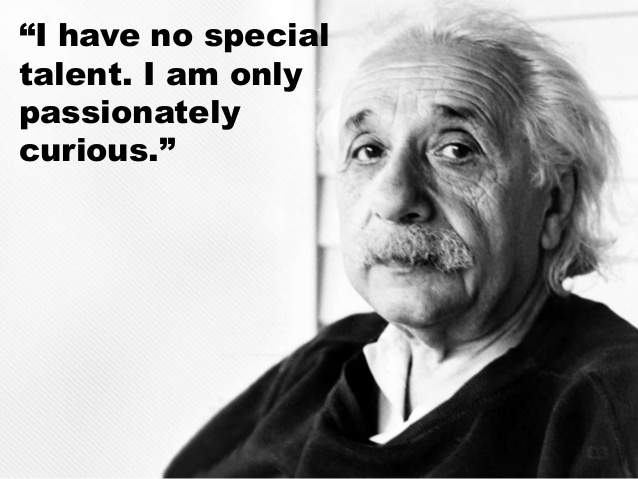 “I have no special
talent. I am only
passionately
curious.”